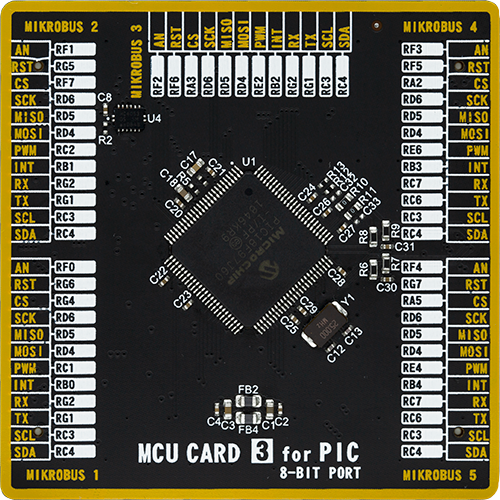 MIKROBUS 2
AN RF1
RST RG5
CS RF7
SCK RD6
MISO RD5
MOSI RD4
PWM RC2
INT RB1
RX RG2
TX RG1
SCL RC3
SDA RC4
MIKROBUS 3
AN RF2
RST RF6
CS RA3
SCK RD6
MISO RD5
MOSI RD4
PWM RE2
INT RB2
RX RG2
TX RG1
SCL RC3
SDA RC4
MIKROBUS 4
RF3 AN
RF5 RST
RA2 CS
RD6 SCK
RD5 MISO
RD4 MOSI
RE6 PWM
RB3 INT
RC7 RX
RC6 TX
RC3 SCL
RC4 SDA
C8
U4
R2
C17
C18
C3
C2
C20
U1
MICROCHIP
C24
R13
C26
R10
R11
C33
C27
R8
R9
C31
R6
R7
C30
C22
C23
C28
C29
C25
Y1
C12
C13
AN RF0
RST RG4
CS RG3
SCK RD6
MISO RD5
MOSI RD4
PWM RC1
INT RB0
RX RG2
TX RG1
SCL RC3
SDA RC4
MIKROBUS 1
RF4 AN
RG7 RST
RA5 CS
RD6 SCK
RD5 MISO
RD4 MOSI
RE4 PWM
RB4 INT
RC7 RX
RC6 TX
RC3 SCL
RC4 SDA
MIKROBUS 5
FB2
C4 C3 C1 C2
FB4
MCU CARD 3 for PIC
8-BIT PORT